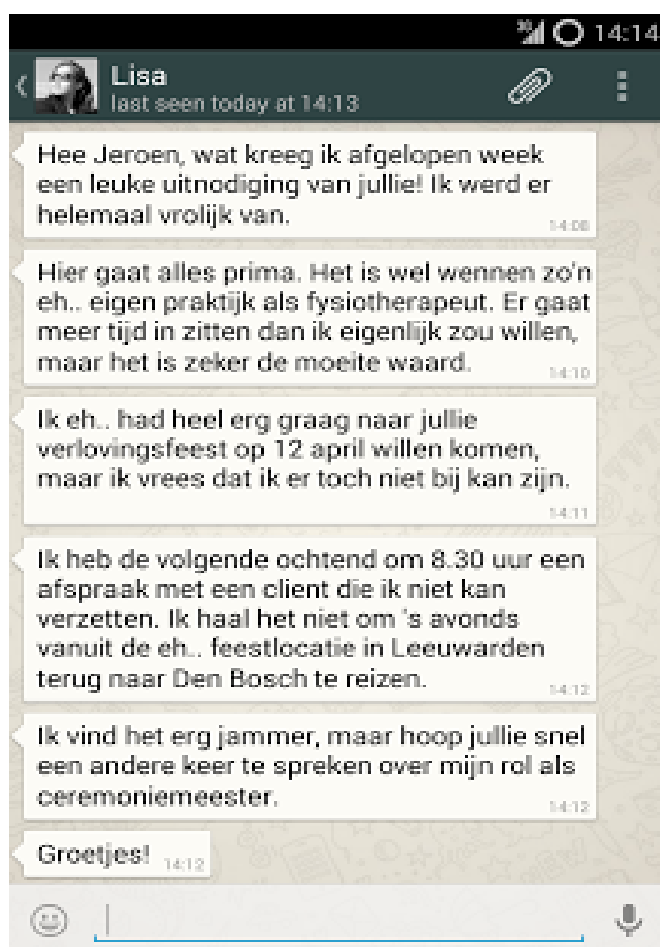 3G 14:14
Lisa
last seen today at 14:13
Hee Jeroen, wat kreeg ik afgelopen week
een leuke uitnodiging van jullie! Ik werd er
helemaal vrolijk van.
14:08
Hier gaat alles prima. Het is wel wennen zo'n
eh.. eigen praktijk als fysiotherapeut. Er gaat
meer tijd in zitten dan ik eigenlijk zou willen,
maar het is zeker de moeite waard.
14:10
Ik eh.. had heel erg graag naar jullie
verlovingsfeest op 12 april willen komen,
maar ik vrees dat ik er toch niet bij kan zijn.
14:11
Ik heb de volgende ochtend om 8.30 uur een
afspraak met een client die ik niet kan
verzetten. Ik haal het niet om 's avonds
vanuit de eh.. feestlocatie in Leeuwarden
terug naar Den Bosch te reizen.
14:12
Ik vind het erg jammer, maar hoop jullie snel
een andere keer te spreken over mijn rol als
ceremoniemeester.
14:12
Groetjes! 14:12